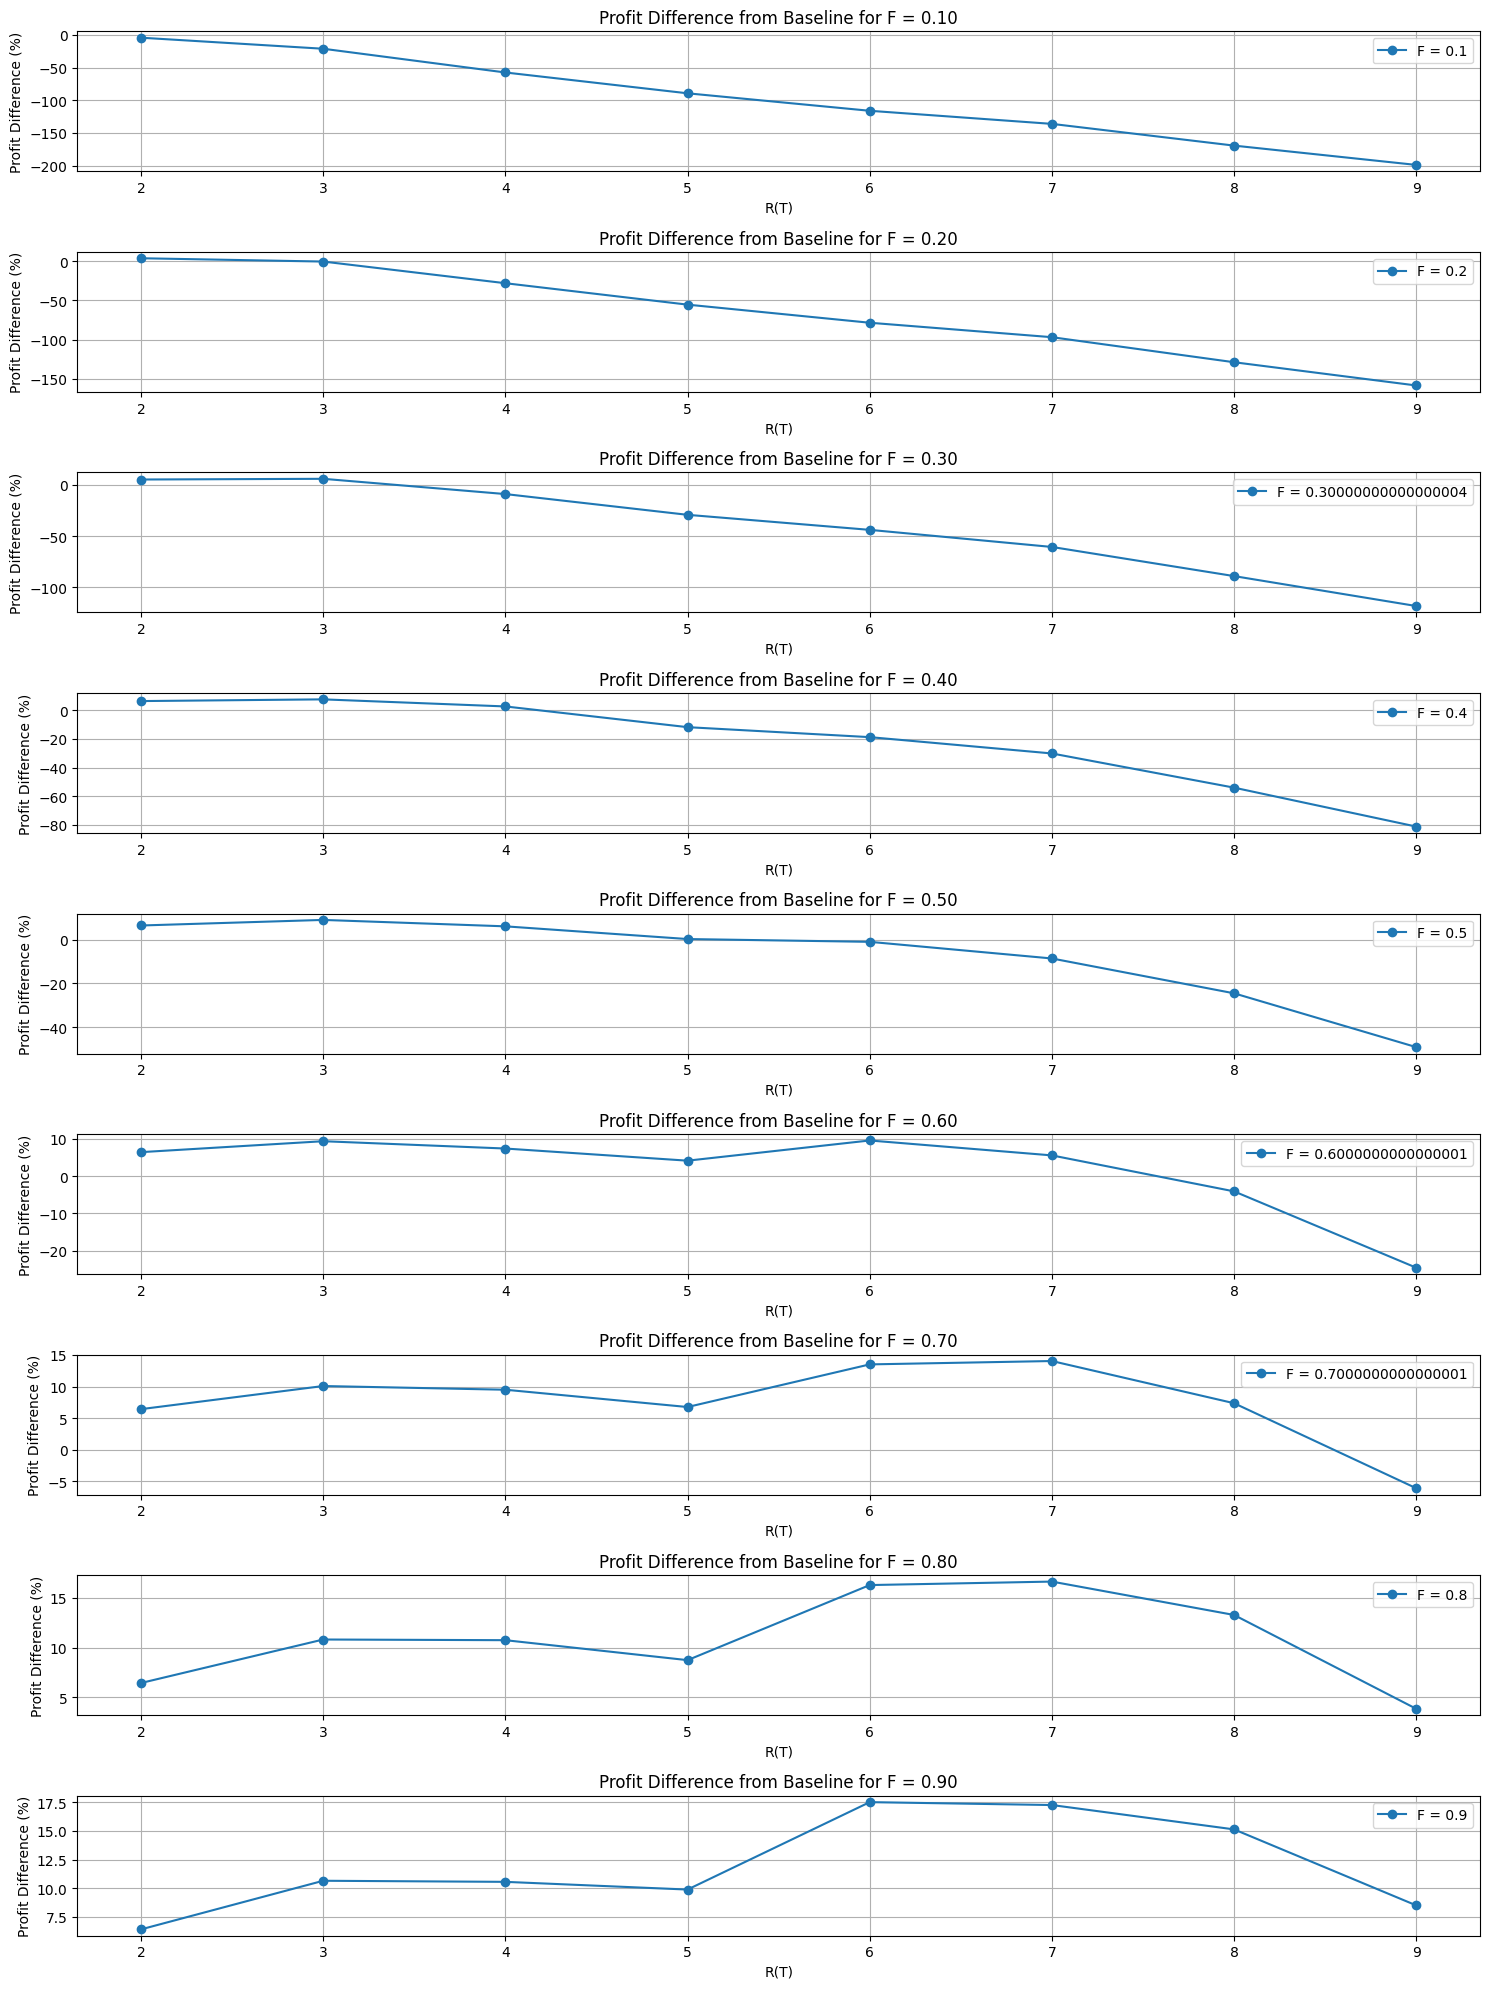 Profit Difference from Baseline for F = 0.10
Profit Difference (%)
0
−50
−100
−150
−200
F = 0.1
2 3 4 5 6 7 8 9
R(T)
Profit Difference from Baseline for F = 0.20
Profit Difference (%)
0
−50
−100
−150
F = 0.2
2 3 4 5 6 7 8 9
R(T)
Profit Difference from Baseline for F = 0.30
Profit Difference (%)
0
−50
−100
F = 0.30000000000000004
2 3 4 5 6 7 8 9
R(T)
Profit Difference from Baseline for F = 0.40
Profit Difference (%)
0
−20
−40
−60
−80
F = 0.4
2 3 4 5 6 7 8 9
R(T)
Profit Difference from Baseline for F = 0.50
Profit Difference (%)
0
−20
−40
F = 0.5
2 3 4 5 6 7 8 9
R(T)
Profit Difference from Baseline for F = 0.60
Profit Difference (%)
10
0
−10
−20
F = 0.6000000000000001
2 3 4 5 6 7 8 9
R(T)
Profit Difference from Baseline for F = 0.70
Profit Difference (%)
15
10
5
0
−5
F = 0.7000000000000001
2 3 4 5 6 7 8 9
R(T)
Profit Difference from Baseline for F = 0.80
Profit Difference (%)
15
10
5
F = 0.8
2 3 4 5 6 7 8 9
R(T)
Profit Difference from Baseline for F = 0.90
Profit Difference (%)
17.5
15.0
12.5
10.0
7.5
F = 0.9
2 3 4 5 6 7 8 9
R(T)